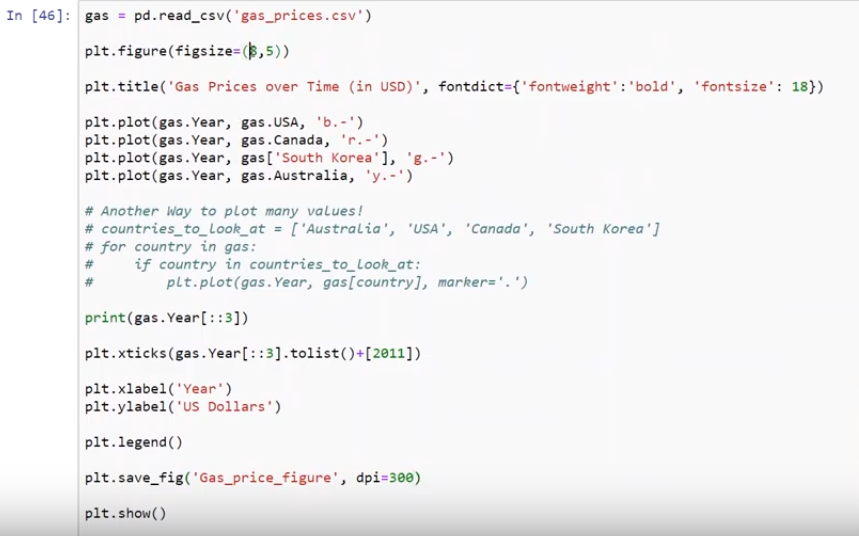 In [46]: gas = pd.read_csv('gas_prices.csv')
plt.figure(figsize=(8,5))
plt.title('Gas Prices over Time (in USD)', fontdict={'fontweight':'bold', 'fontsize': 18})
plt.plot(gas.Year, gas.USA, 'b.-')
plt.plot(gas.Year, gas.Canada, 'r.-')
plt.plot(gas.Year, gas['South Korea'], 'g.-')
plt.plot(gas.Year, gas.Australia, 'y.-')
# Another Way to plot many values!
# countries_to_look_at = ['Australia', 'USA', 'Canada', 'South Korea']
# for country in gas:
#     if country in countries_to_look_at:
#         plt.plot(gas.Year, gas[country], marker='.')
print(gas.Year[::3])
plt.xticks(gas.Year[::3].tolist()+[2011])
plt.xlabel('Year')
plt.ylabel('US Dollars')
plt.legend()
plt.save_fig('Gas_price_figure', dpi=300)
plt.show()